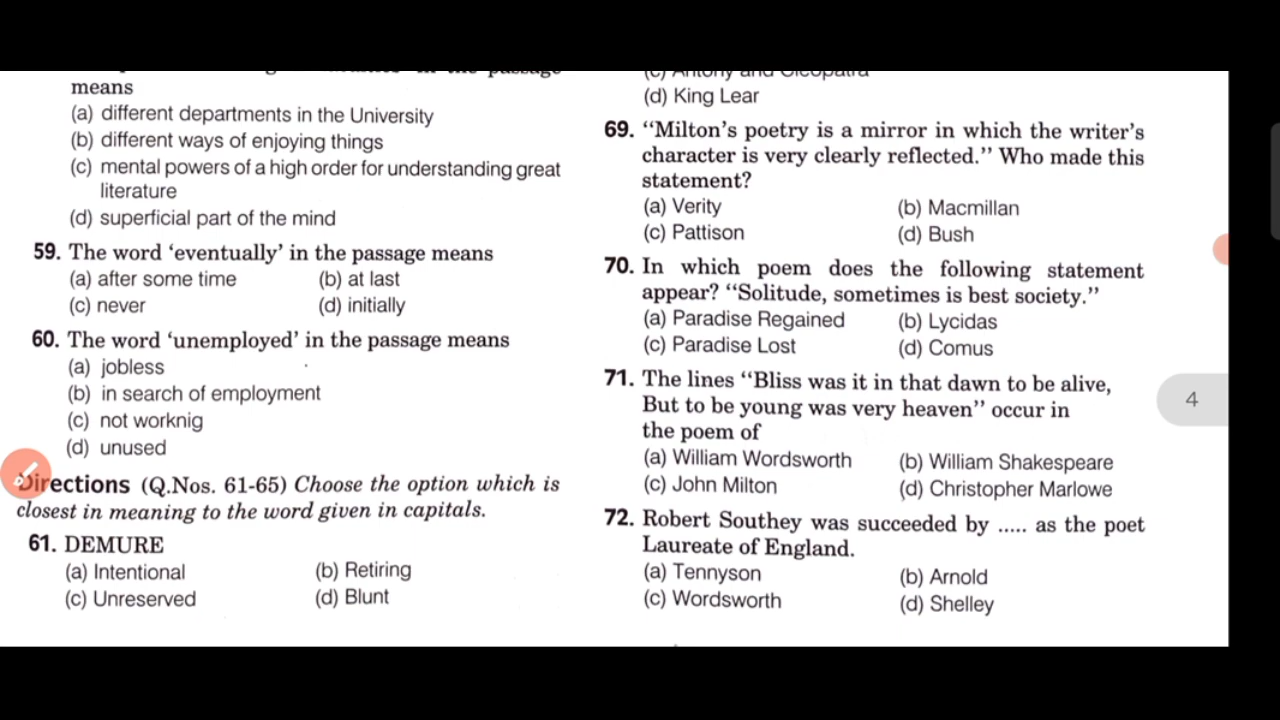 means
(a) different departments in the University
(b) different ways of enjoying things
(c) mental powers of a high order for understanding great
literature
(d) superficial part of the mind
59. The word ‘eventually’ in the passage means
(a) after some time (b) at last
(c) never (d) initially
60. The word ‘unemployed’ in the passage means
(a) jobless
(b) in search of employment
(c) not worknig
(d) unused
Directions (Q.Nos. 61-65) Choose the option which is
closest in meaning to the word given in capitals.
61. DEMURE
(a) Intentional (b) Retiring
(c) Unreserved (d) Blunt
(c) Antony and Cleopatra
(d) King Lear
69. “Milton’s poetry is a mirror in which the writer’s
character is very clearly reflected.” Who made this
statement?
(a) Verity (b) Macmillan
(c) Pattison (d) Bush
70. In which poem does the following statement
appear? “Solitude, sometimes is best society.”
(a) Paradise Regained (b) Lycidas
(c) Paradise Lost (d) Comus
71. The lines “Bliss was it in that dawn to be alive,
But to be young was very heaven” occur in
the poem of
(a) William Wordsworth (b) William Shakespeare
(c) John Milton (d) Christopher Marlowe
72. Robert Southey was succeeded by ..... as the poet
Laureate of England.
(a) Tennyson (b) Arnold
(c) Wordsworth (d) Shelley
4